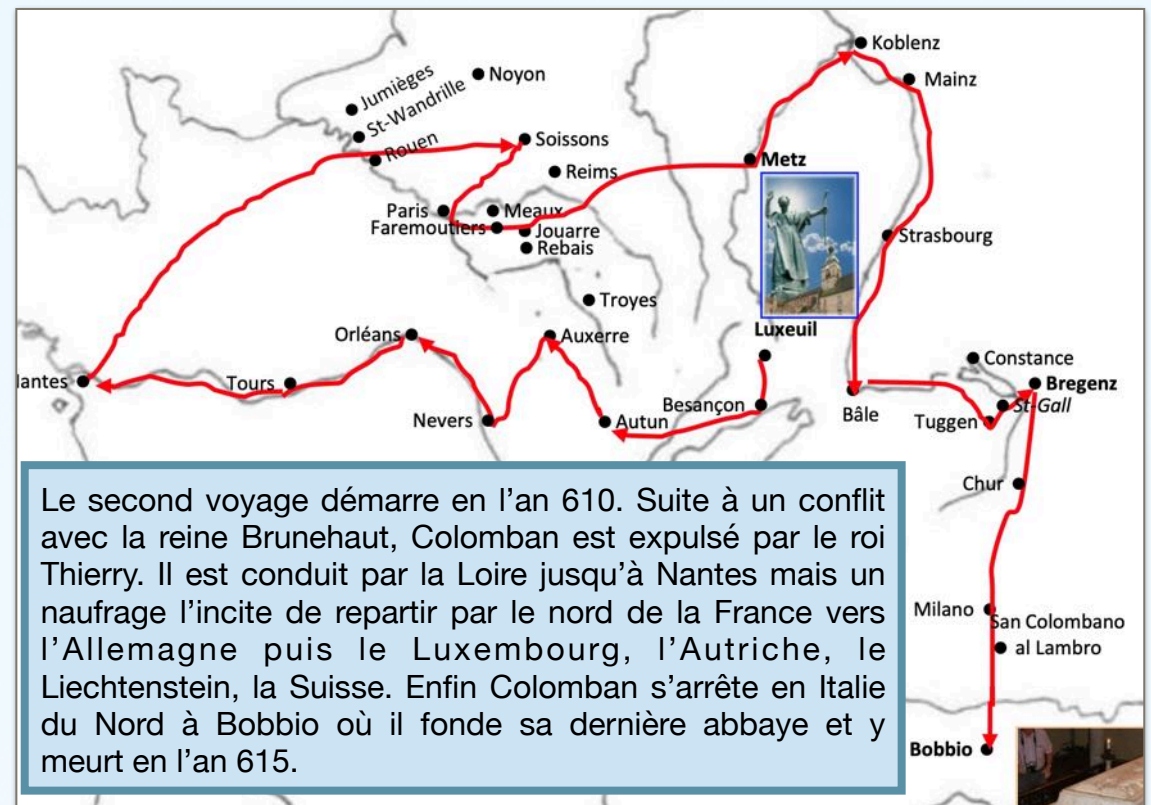 Koblenz
Mainz
Noyon
Jumièges
St-Wandrille
Rouen
Soissons
Reims
Metz
Paris
Meaux
Faremoutiers
Jouarre
Rebais
Strasbourg
Troyes
Luxeuil
Orléans
Auxerre
Constance
Bregenz
Tours
Besançon
Bâle
St-Gall
Nevers
Autun
Tuggen
Chur
Le second voyage démarre en l’an 610. Suite à un conflit
avec la reine Brunehaut, Colomban est expulsé par le roi
Thierry. Il est conduit par la Loire jusqu’à Nantes mais un
naufrage l’incite de repartir par le nord de la France vers
l’Allemagne puis le Luxembourg, l’Autriche, le
Liechtenstein, la Suisse. Enfin Colomban s’arrête en Italie
du Nord à Bobbio où il fonde sa dernière abbaye et y
meurt en l’an 615.
Milano
San Colombano
al Lambro
Bobbio